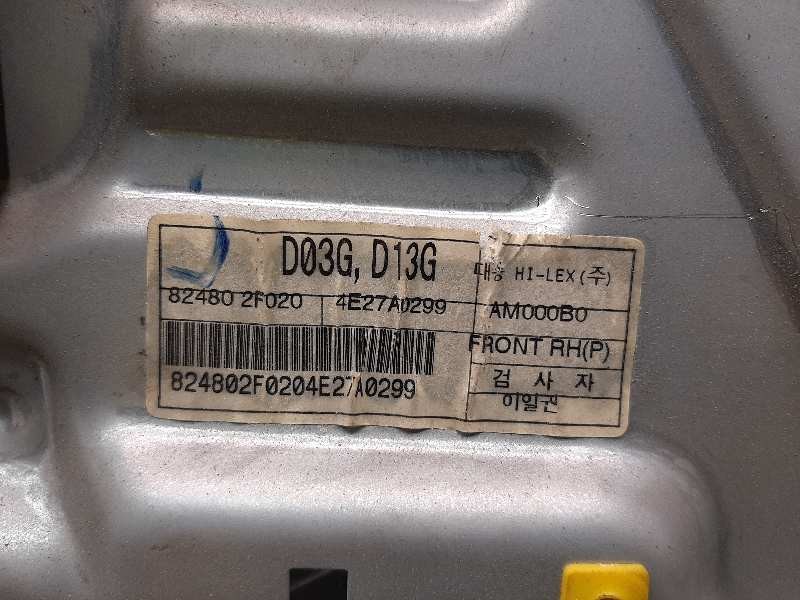 D03G, D13G
대동 HI-LEX(주)
82480 2F020 4E27A0299 AM000B0
FRONT RH(P)
824802F0204E27A0299
검 사 자
이일권